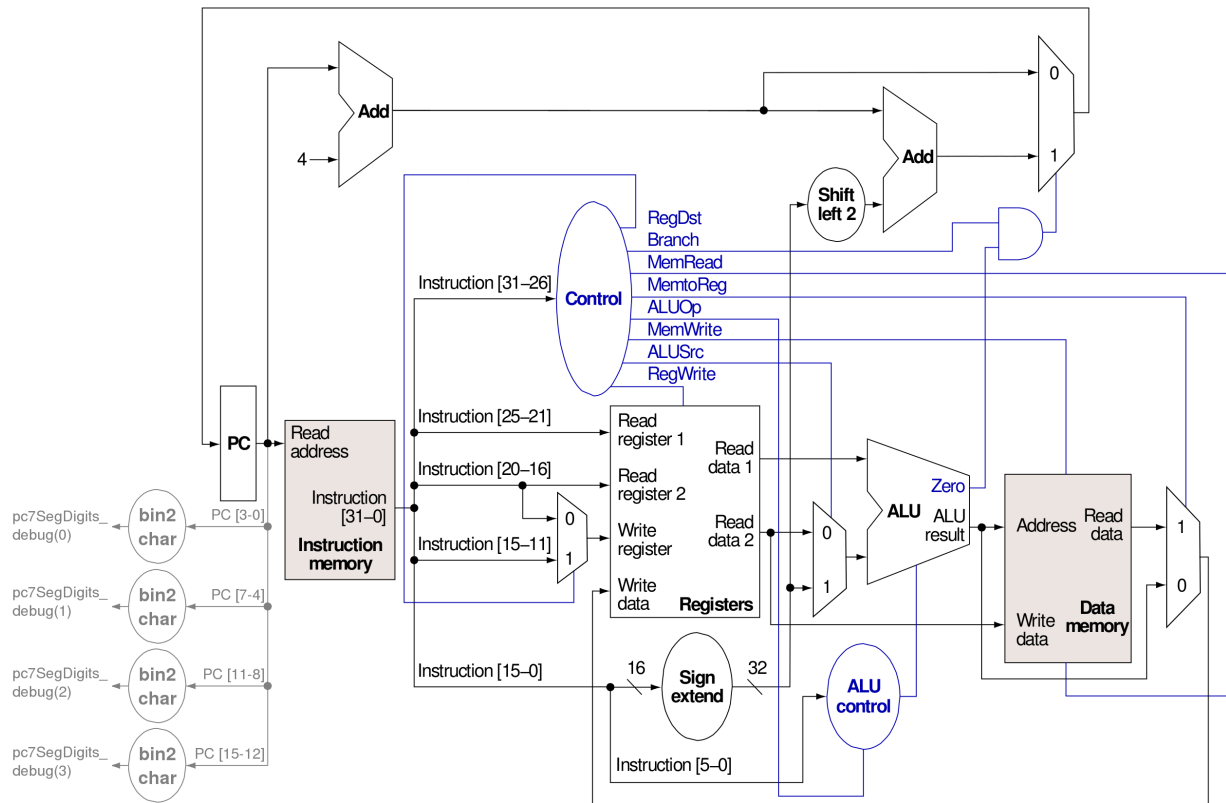 Add
4
0
1
Add
Shift
left 2
RegDst
Branch
MemRead
MemtoReg
ALUOp
MemWrite
ALUSrc
RegWrite
Control
Instruction [31–26]
PC
Read
address
Instruction
[31–0]
Instruction
memory
Instruction [25–21]
Instruction [20–16]
Instruction [15–11]
0
1
Read
register 1
Read
register 2
Write
register
Write
data
Read
data 1
Read
data 2
Registers
0
1
Zero
ALU
ALU
result
Address
Read
data
Write
data
Data
memory
1
0
Instruction [15–0]
16
Sign
extend
32
ALU
control
Instruction [5–0]
pc7SegDigits_
debug(0)
bin2
char
PC [3-0]
pc7SegDigits_
debug(1)
bin2
char
PC [7-4]
pc7SegDigits_
debug(2)
bin2
char
PC [11-8]
pc7SegDigits_
debug(3)
bin2
char
PC [15-12]